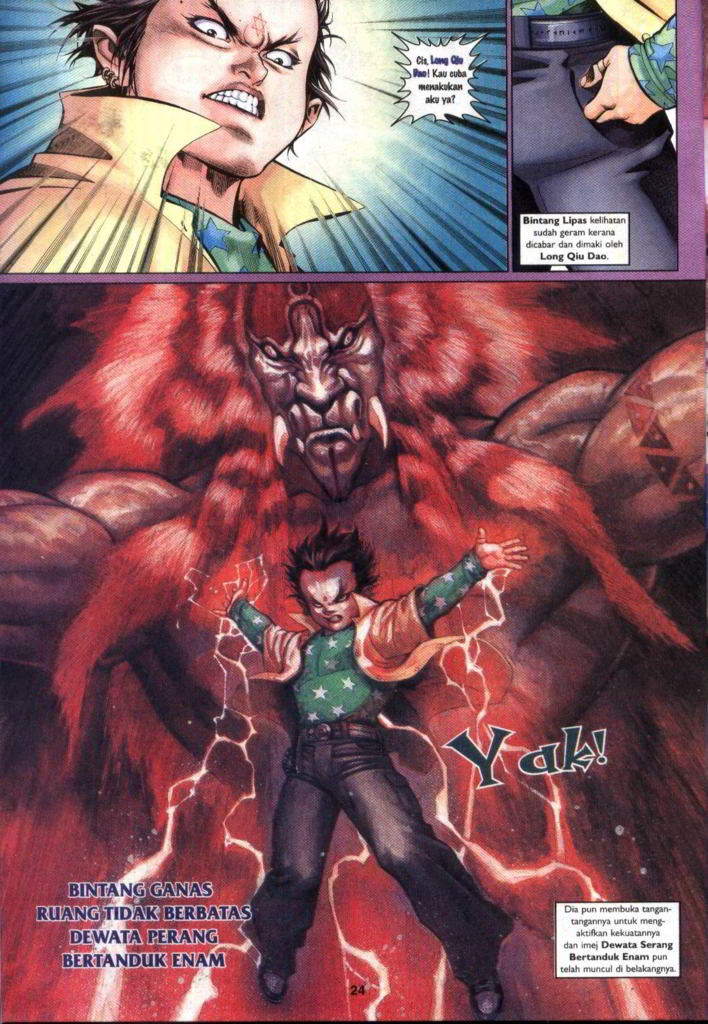 Cis, Long Qiu
Dao! Kau cuba
menakukan
aku ya?
Bintang Lipas kelihatan
sudah geram kerana
dicabar dan dimaki oleh
Long Qiu Dao.
Yak!
BINTANG GANAS
RUANG TIDAK BERBATAS
DEWATA PERANG
BERTANDUK ENAM
Dia pun membuka tangan-
tangannya untuk meng-
aktifkan kekuatannya
dan imej Dewata Serang
Bertanduk Enam pun
telah muncul di belakangnya.
24